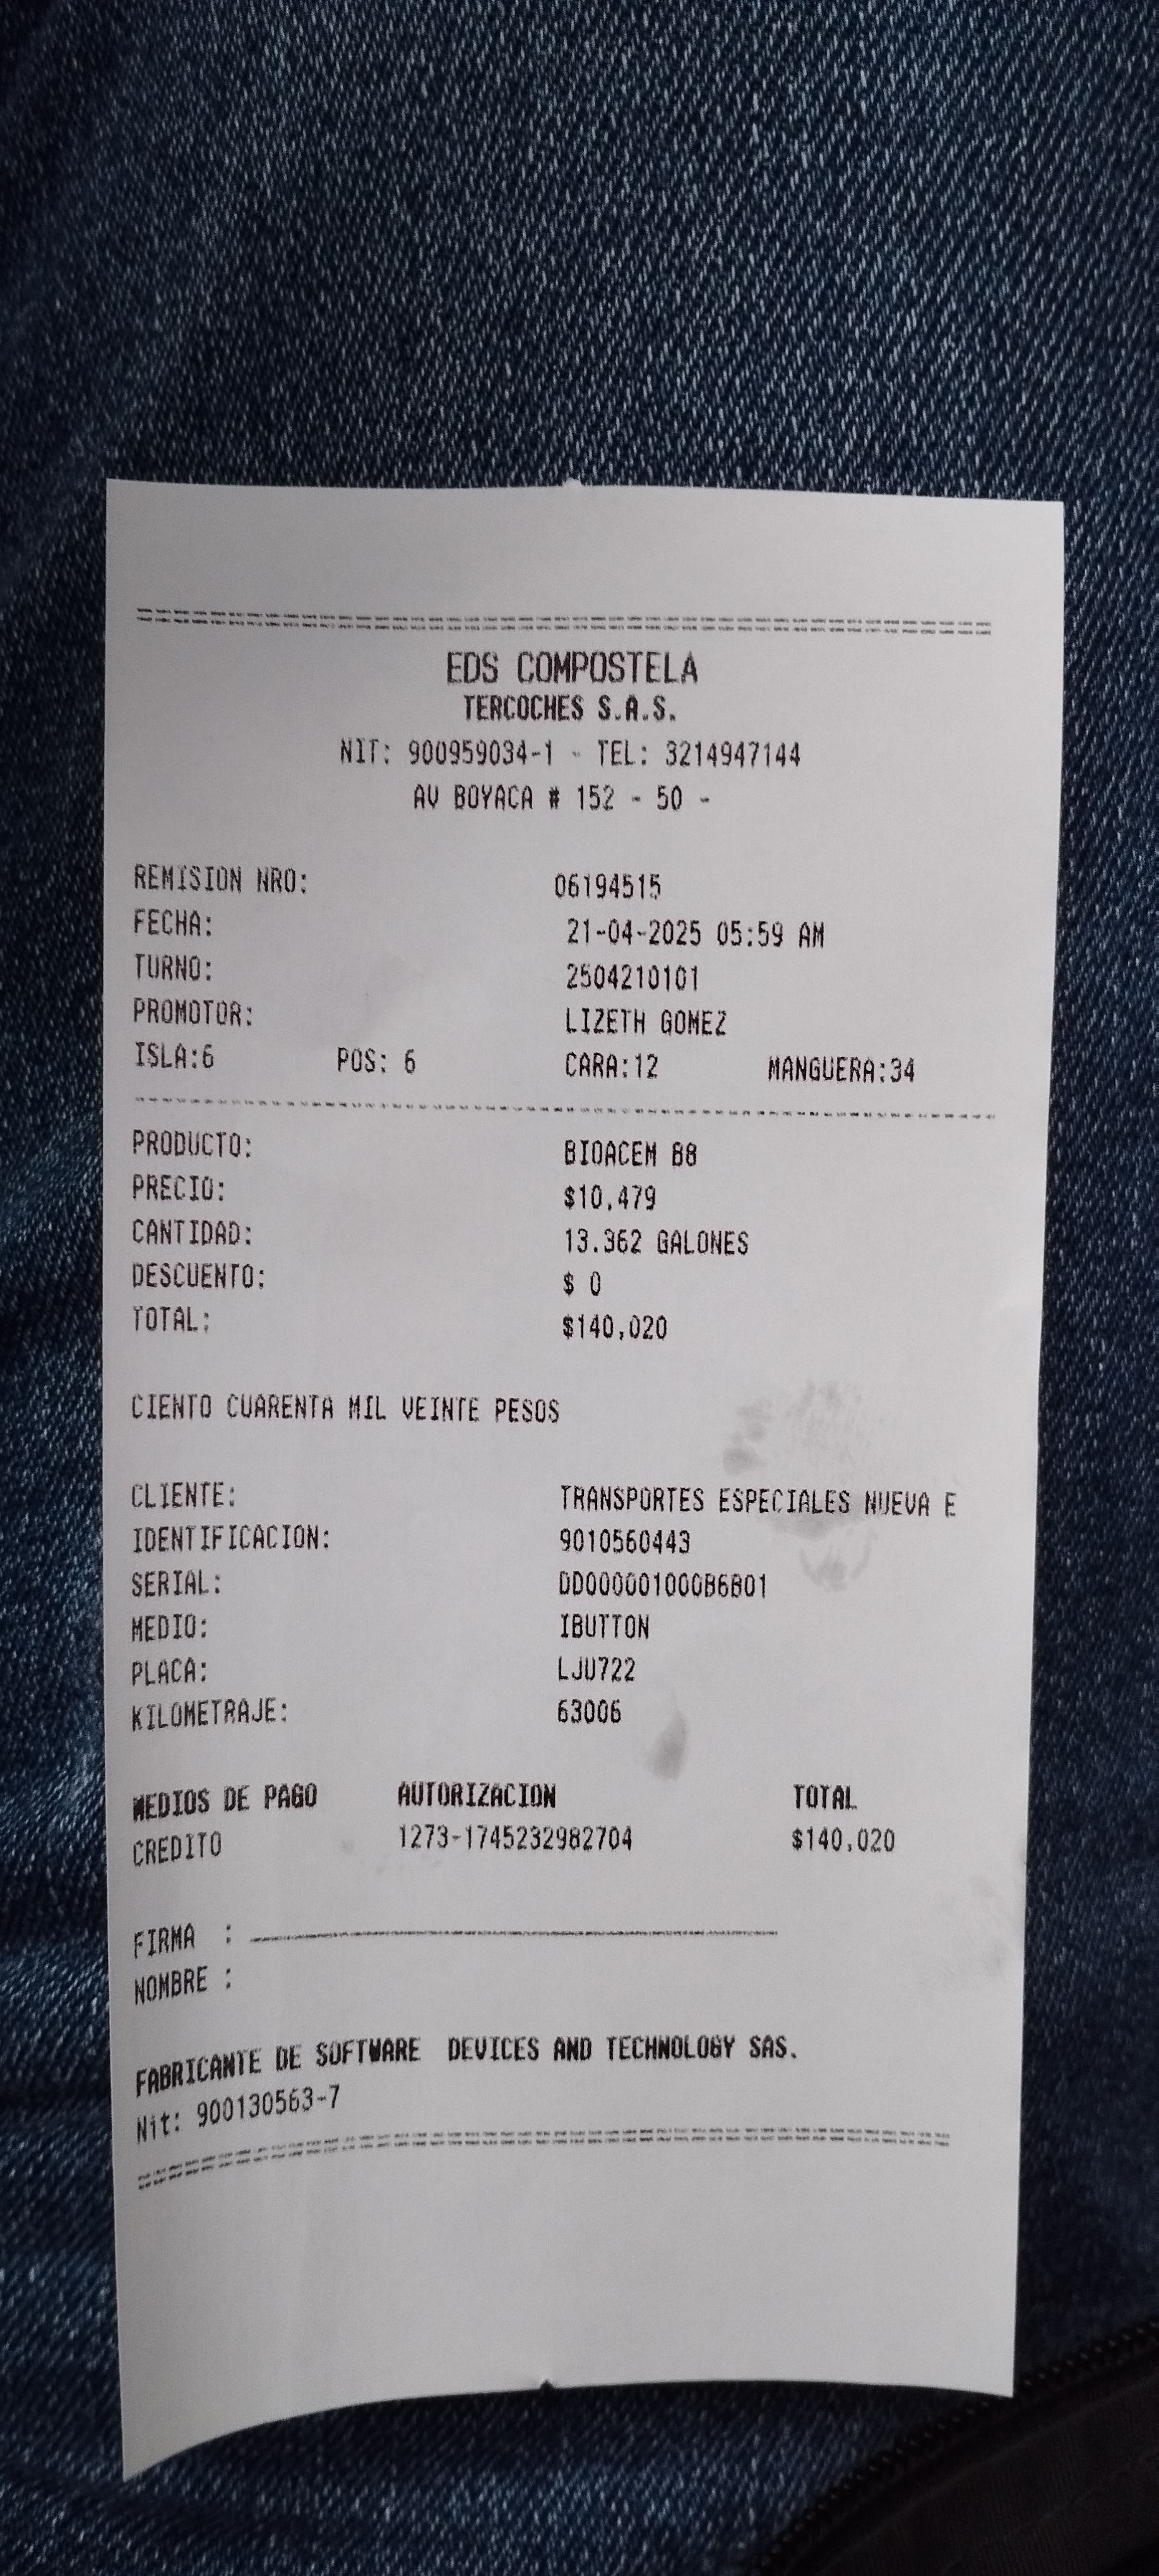 ================================================
EDS COMPOSTELA
TERCOCHES S.A.S.
NIT: 900959034-1 - TEL: 3214947144
AV BOYACA # 152 - 50 -
REMISION NRO: 06194515
FECHA: 21-04-2025 05:59 AM
TURNO: 2504210101
PROMOTOR: LIZETH GOMEZ
ISLA:6 POS: 6 CARA:12 MANGUERA:34
------------------------------------------------
PRODUCTO: BIOACEM B8
PRECIO: $10,479
CANTIDAD: 13.362 GALONES
DESCUENTO: $ 0
TOTAL: $140,020
CIENTO CUARENTA MIL VEINTE PESOS
CLIENTE: TRANSPORTES ESPECIALES NUEVA E
IDENTIFICACION: 9010560443
SERIAL: DD000001000B6B01
MEDIO: IBUTTON
PLACA: LJU722
KILOMETRAJE: 63006
MEDIOS DE PAGO AUTORIZACION TOTAL
CREDITO 1273-1745232982704 $140,020
FIRMA : ------------------------------
NOMBRE :
FABRICANTE DE SOFTWARE DEVICES AND TECHNOLOGY SAS.
Nit: 900130563-7
================================================